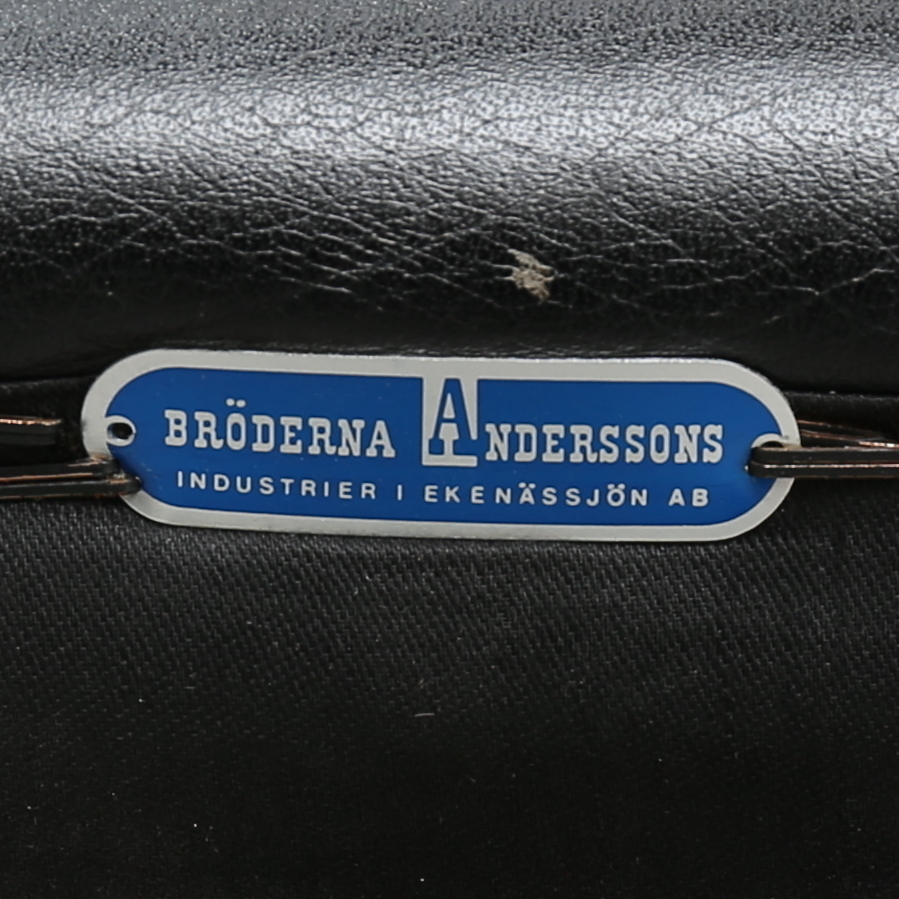 BRÖDERNA ANDERSSONS
INDUSTRIER I EKENÄSSJÖN AB